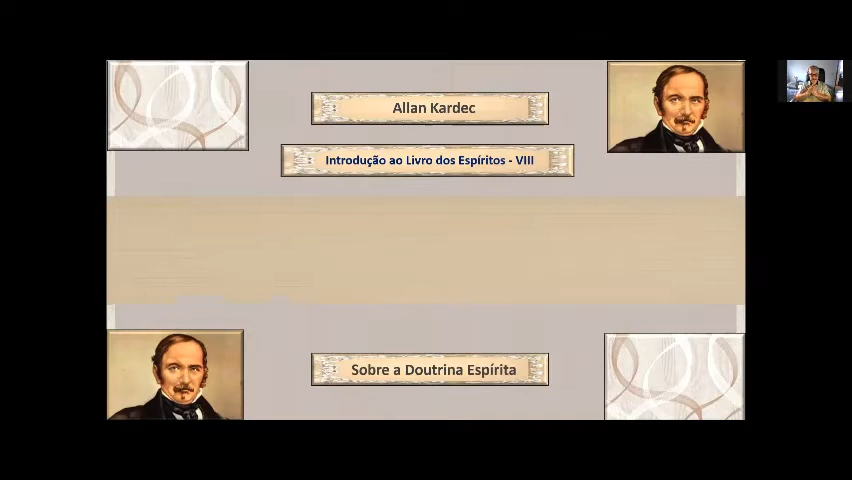 Allan Kardec
Introdução ao Livro dos Espíritos - VIII
Sobre a Doutrina Espírita